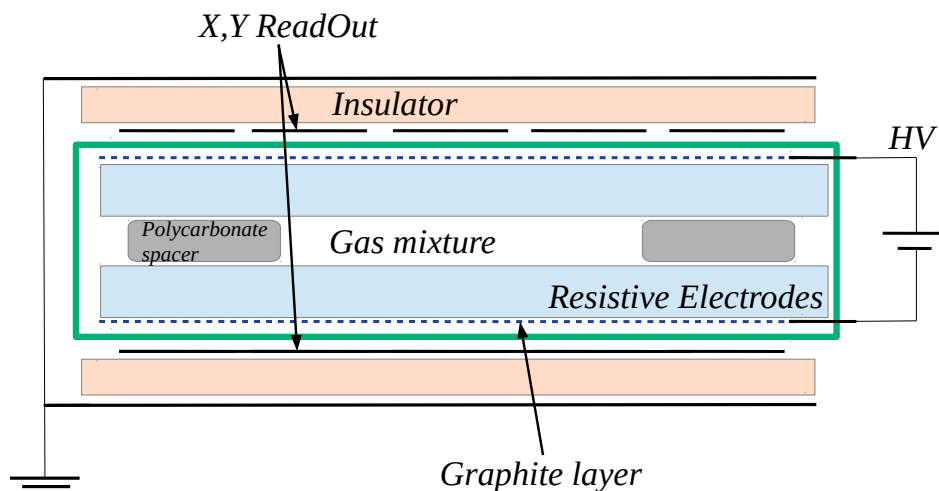 X,Y ReadOut
Insulator
HV
Polycarbonate
spacer
Gas mixture
Resistive Electrodes
Graphite layer